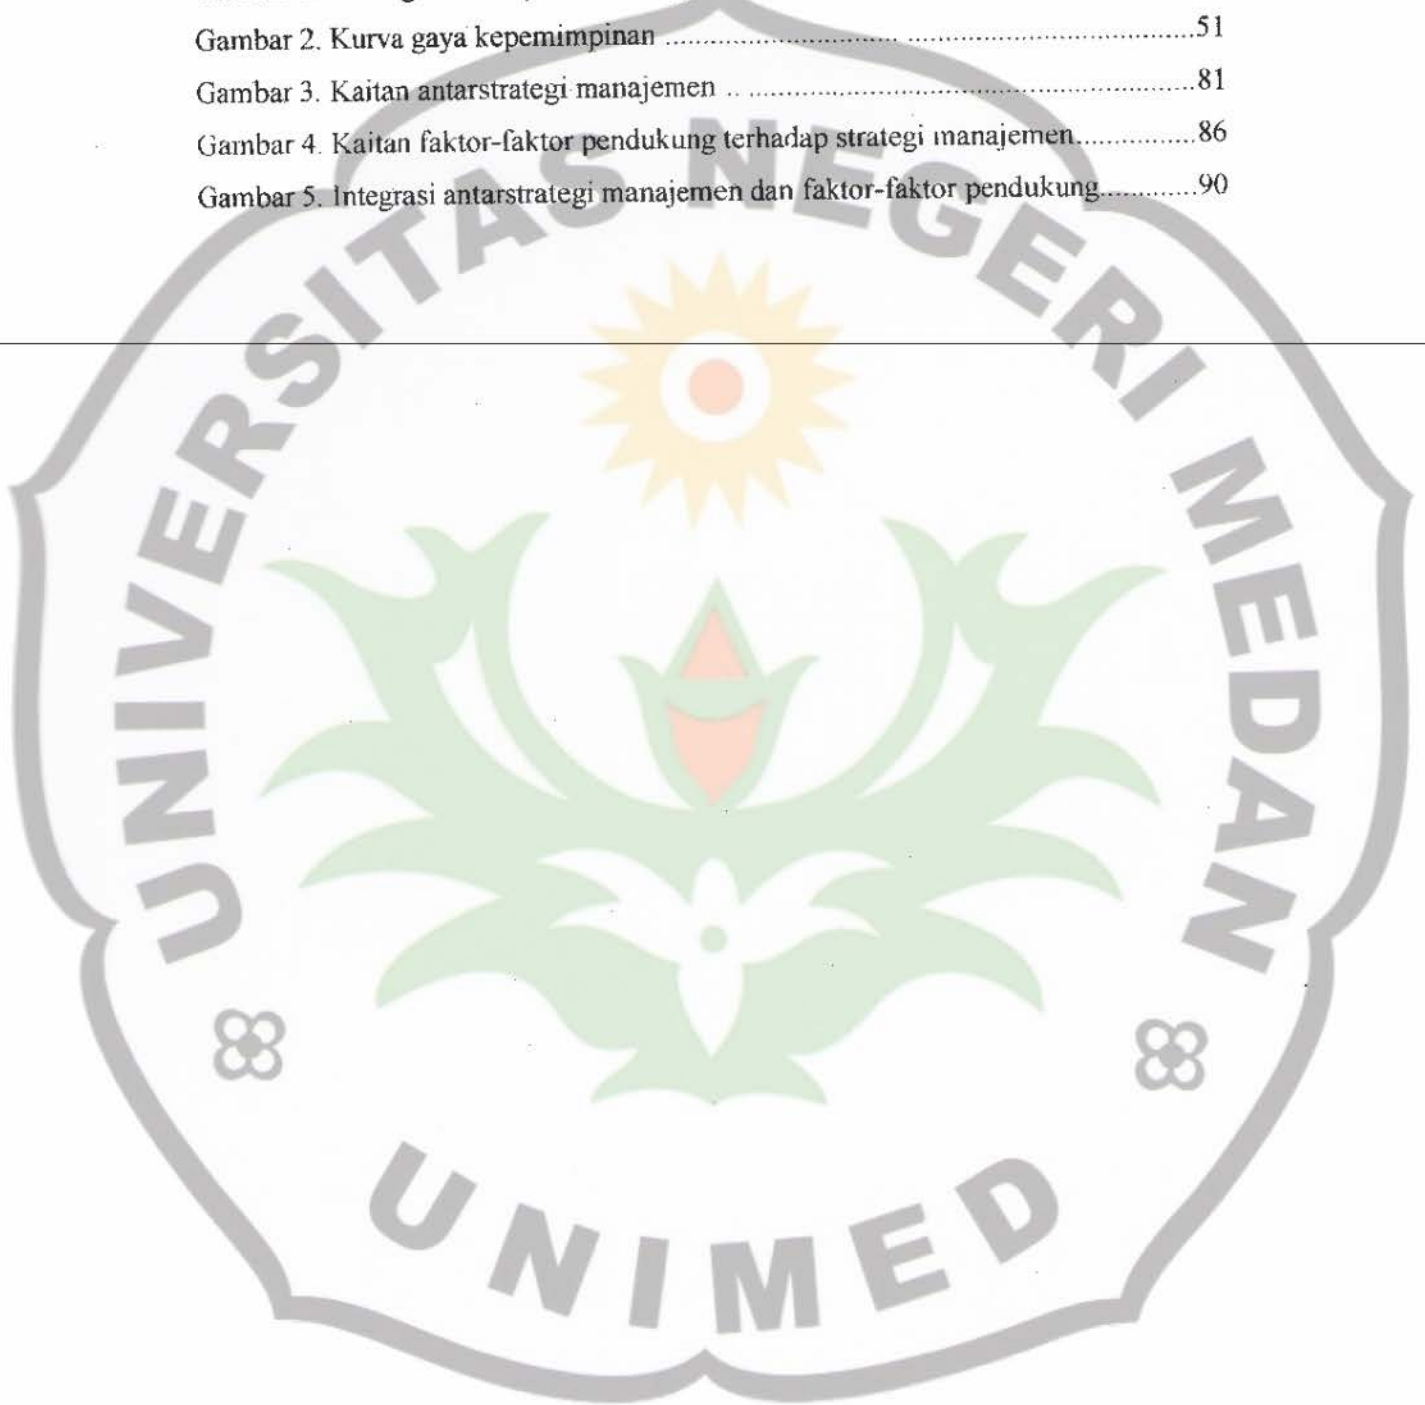 Gambar 2. Kurva gaya kepemimpinan ........................................................................51
Gambar 3. Kaitan antarstrategi manajemen .. ..........................................................81
Gambar 4. Kaitan faktor-faktor pendukung terhadap strategi manajemen................86
Gambar 5. Integrasi antarstrategi manajemen dan faktor-faktor pendukung.............90
UNIVERSITAS NEGERI MEDAN
UNIMED